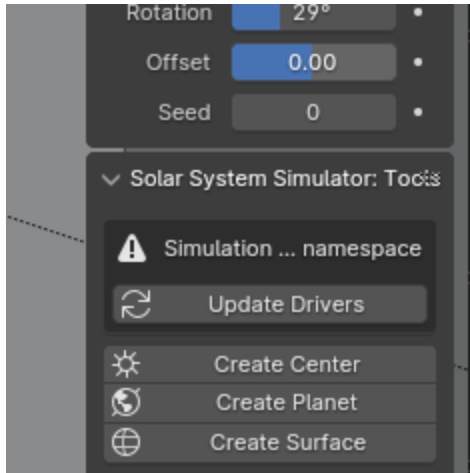 Rotation 29°
Offset 0.00
Seed 0
Solar System Simulator: Tools
Simulation ... namespace
Update Drivers
Create Center
Create Planet
Create Surface